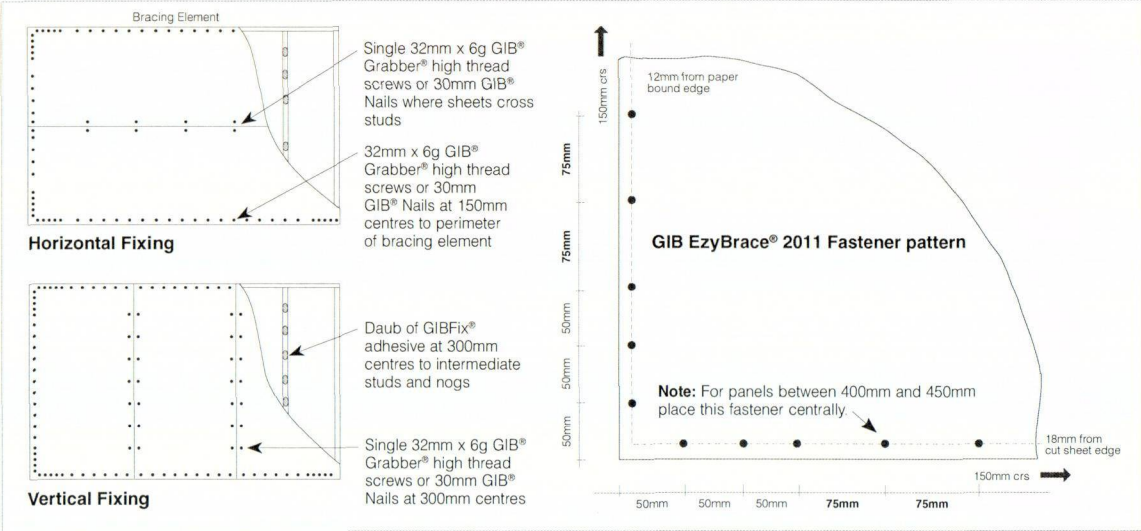 Bracing Element
Single 32mm x 6g GIB®
Grabber® high thread
screws or 30mm GIB®
Nails where sheets cross
studs
32mm x 6g GIB®
Grabber® high thread
screws or 30mm
GIB® Nails at 150mm
centres to perimeter
of bracing element
Horizontal Fixing
Daub of GIBFix®
adhesive at 300mm
centres to intermediate
studs and nogs
Single 32mm x 6g GIB®
Grabber® high thread
screws or 30mm GIB®
Nails at 300mm centres
Vertical Fixing
150mm crs
12mm from paper
bound edge
75mm
75mm
50mm
50mm
50mm
GIB EzyBrace® 2011 Fastener pattern
Note: For panels between 400mm and 450mm
place this fastener centrally.
18mm from
cut sheet edge
150mm crs
50mm
50mm
50mm
75mm
75mm